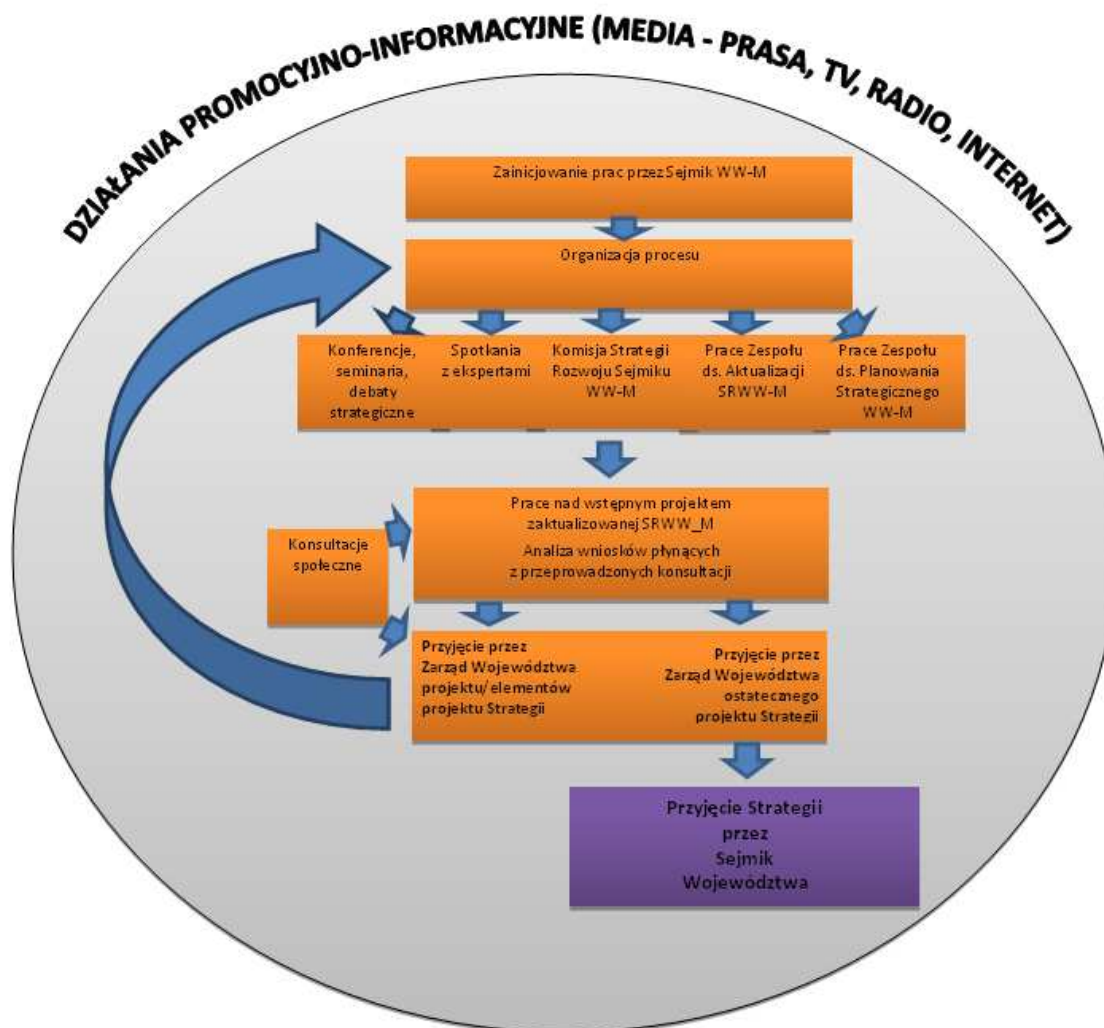 DZIAŁANIA PROMOCYJNO-INFORMACYJNE (MEDIA - PRASA, TV, RADIO, INTERNET)
Zainicjowanie prac przez Sejmik WW-M
Organizacja procesu
Konferencje,
seminaria,
debaty
strategiczne
Spotkania
z ekspertami
Komisja Strategii
Rozwoju Sejmiku
WW-M
Prace Zespołu
ds. Aktualizacji
SRWW-M
Prace Zespołu
ds. Planowania
Strategicznego
WW-M
Prace nad wstępnym projektem
zaktualizowanej SRWW_M
Analiza wniosków płynących
z przeprowadzonych konsultacji
Konsultacje
społeczne
Przyjęcie przez
Zarząd Województwa
projektu/elementów
projektu Strategii
Przyjęcie przez
Zarząd Województwa
ostatecznego
projektu Strategii
Przyjęcie Strategii
przez
Sejmik
Województwa